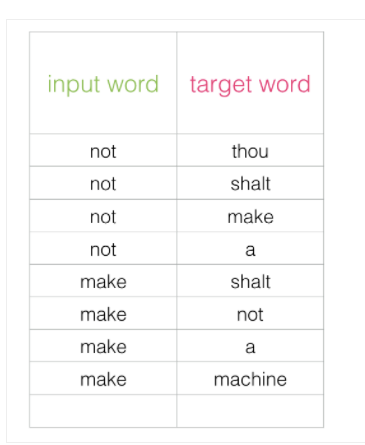 input word target word
not thou
not shalt
not make
not a
make shalt
make not
make a
make machine